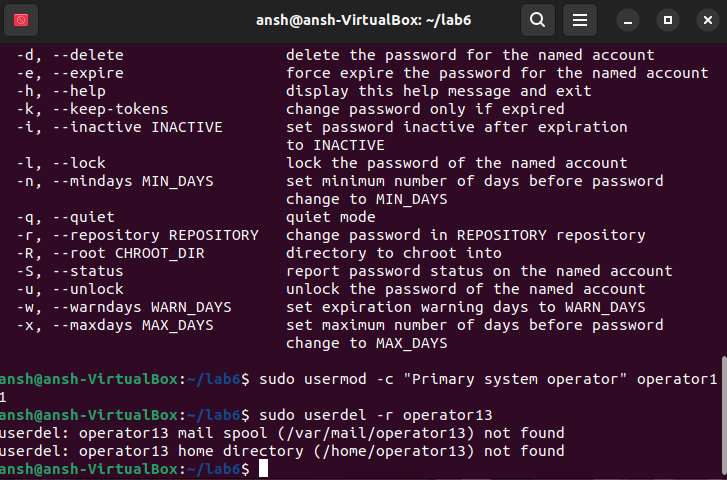 ansh@ansh-VirtualBox: ~/lab6
-d, --delete                  delete the password for the named account
-e, --expire                  force expire the password for the named account
-h, --help                    display this help message and exit
-k, --keep-tokens             change password only if expired
-i, --inactive INACTIVE       set password inactive after expiration
to INACTIVE
-l, --lock                    lock the password of the named account
-n, --mindays MIN_DAYS        set minimum number of days before password
change to MIN_DAYS
-q, --quiet                   quiet mode
-r, --repository REPOSITORY   change password in REPOSITORY repository
-R, --root CHROOT_DIR         directory to chroot into
-S, --status                  report password status on the named account
-u, --unlock                  unlock the password of the named account
-w, --warndays WARN_DAYS      set expiration warning days to WARN_DAYS
-x, --maxdays MAX_DAYS        set maximum number of days before password
change to MAX_DAYS
ansh@ansh-VirtualBox:~/lab6$ sudo usermod -c "Primary system operator" operator1
1
ansh@ansh-VirtualBox:~/lab6$ sudo userdel -r operator13
userdel: operator13 mail spool (/var/mail/operator13) not found
userdel: operator13 home directory (/home/operator13) not found
ansh@ansh-VirtualBox:~/lab6$